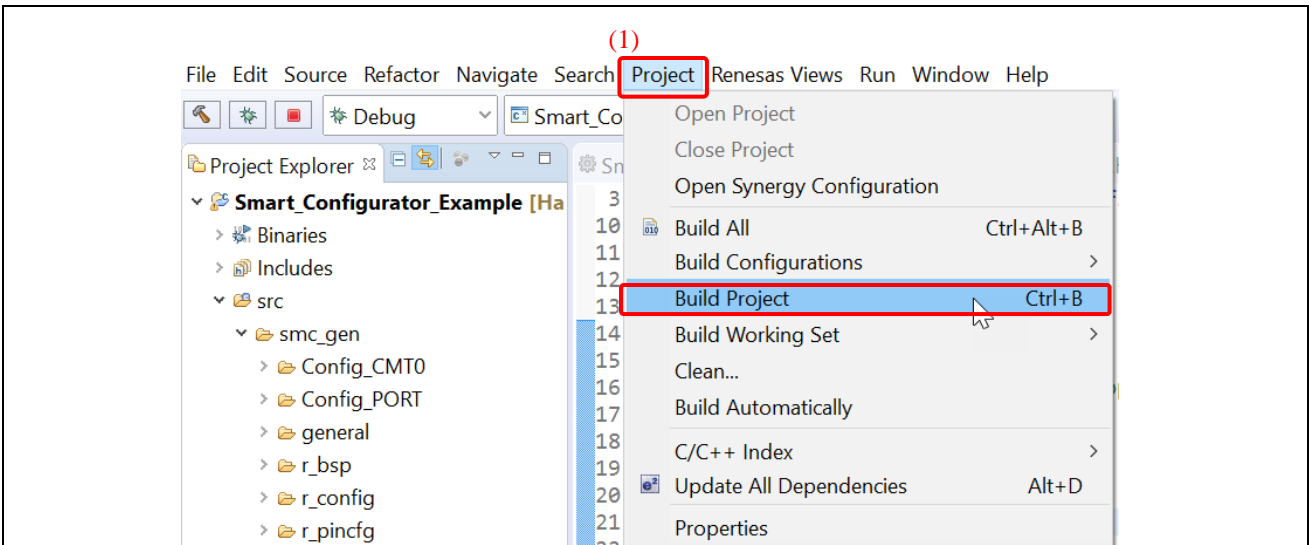 (1)
File Edit Source Refactor Navigate Search Project Renesas Views Run Window Help
Debug
Smart_Co
Project Explorer
Smart_Configurator_Example [Ha
Binaries
Includes
src
smc_gen
Config_CMT0
Config_PORT
general
r_bsp
r_config
r_pincfg
Sm
3
10
11
12
13
14
15
16
17
18
19
20
21
Open Project
Close Project
Open Synergy Configuration
Build All Ctrl+Alt+B
Build Configurations
Build Project Ctrl+B
Build Working Set
Clean...
Build Automatically
C/C++ Index
Update All Dependencies Alt+D
Properties